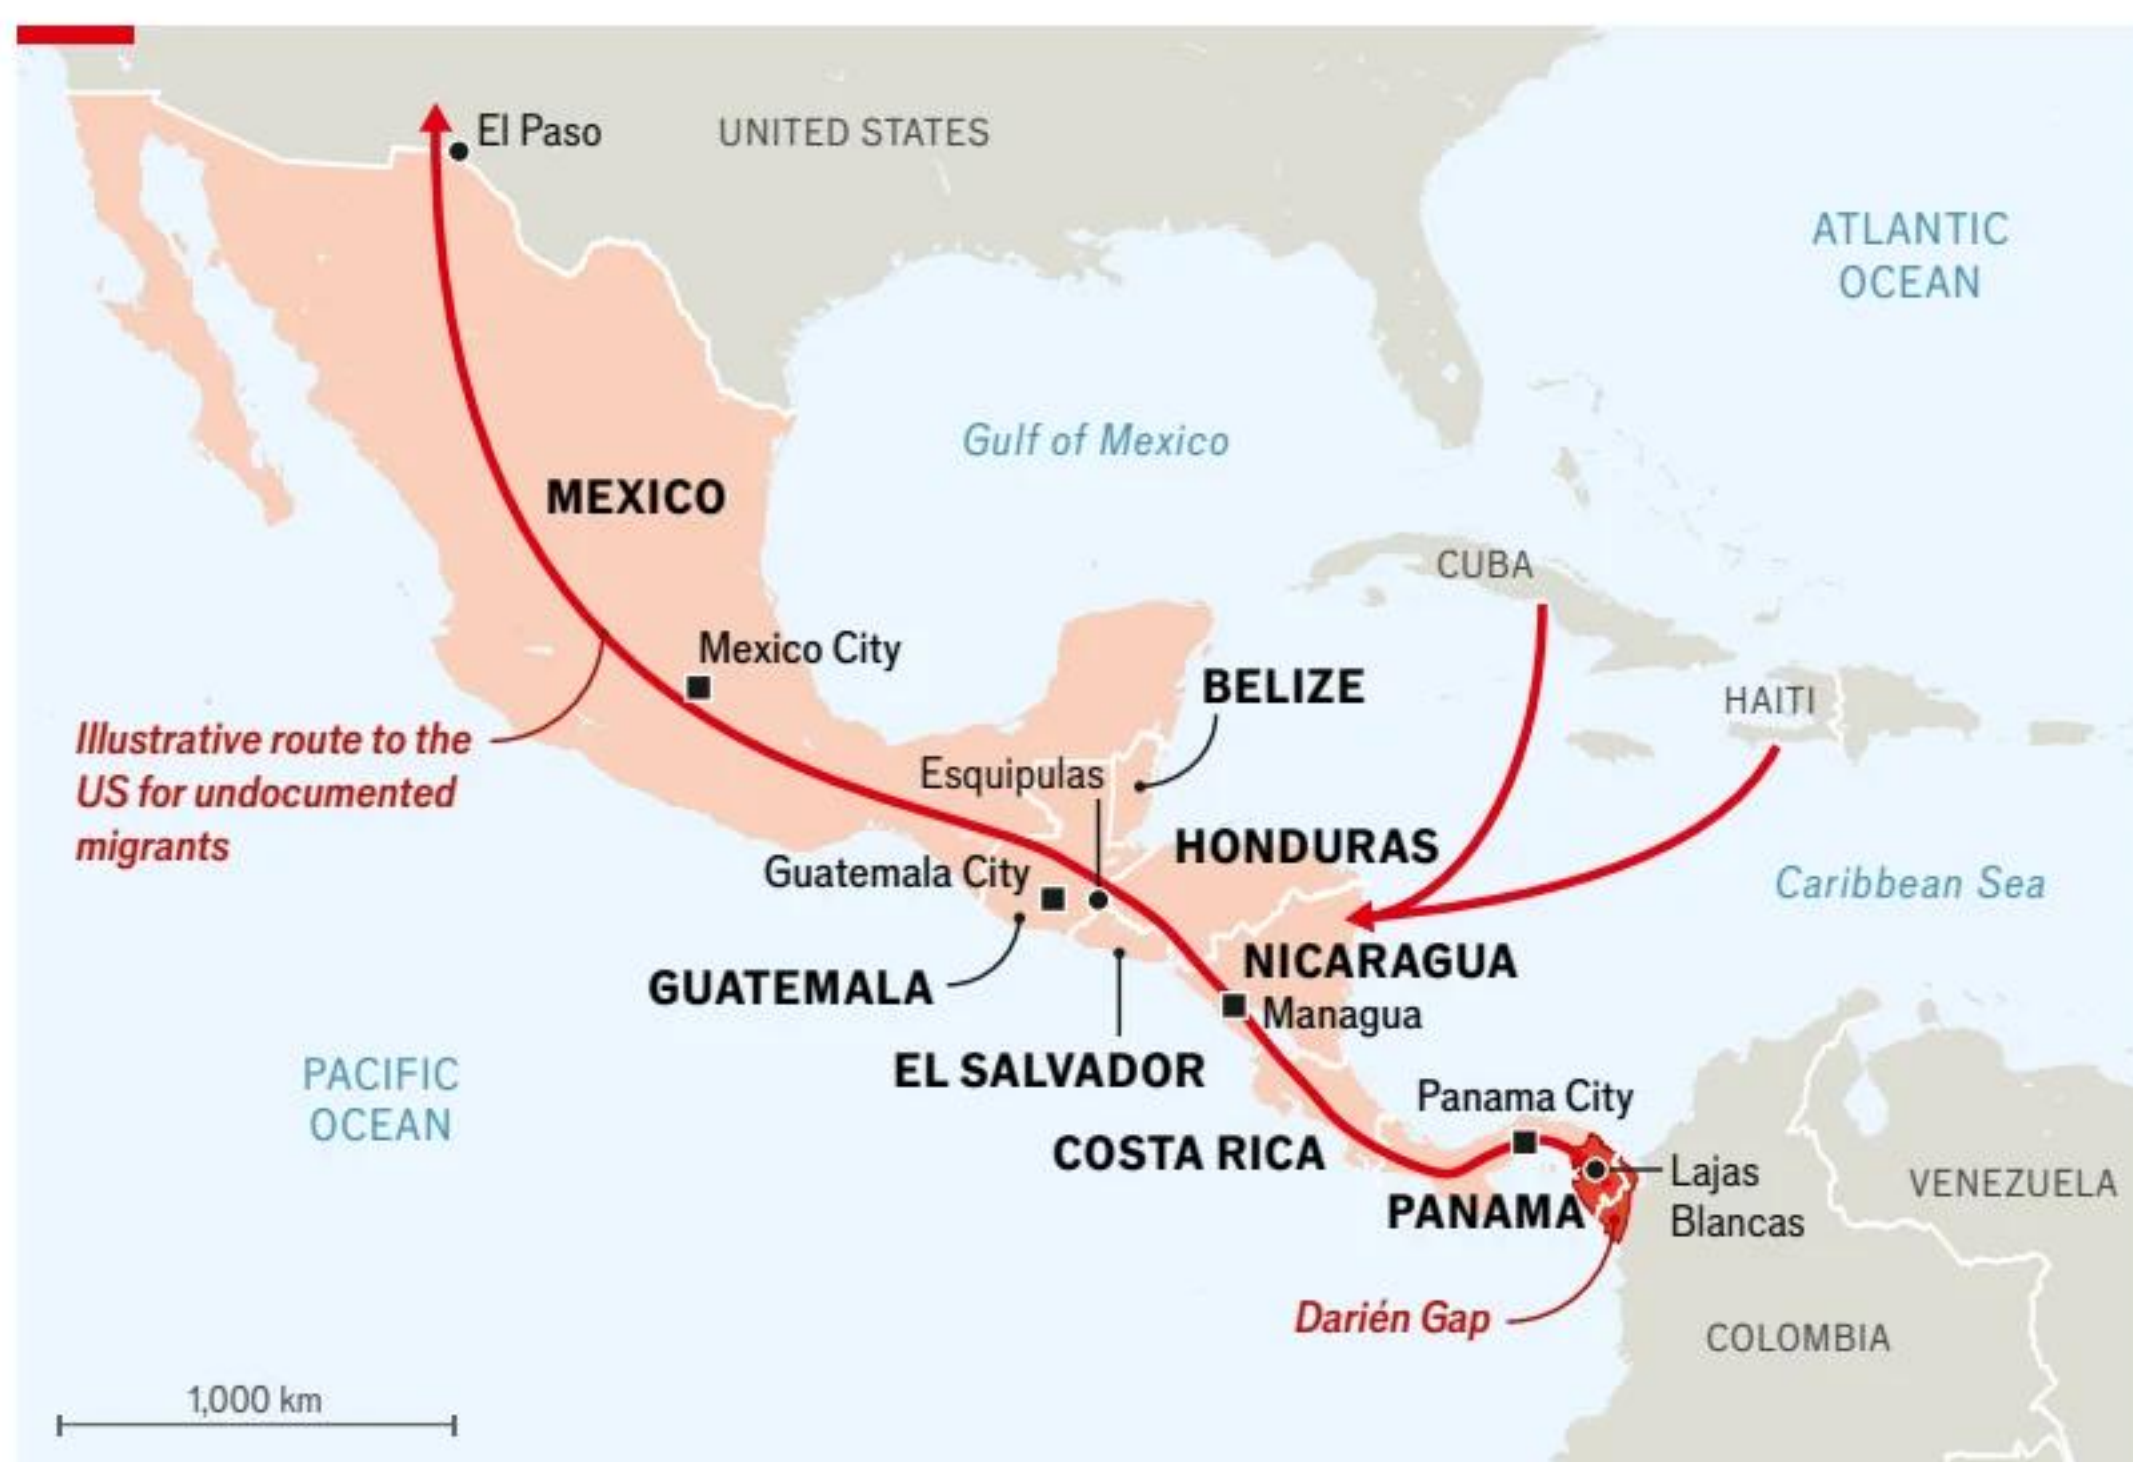 El Paso
UNITED STATES
ATLANTIC
OCEAN
Gulf of Mexico
MEXICO
CUBA
Mexico City
BELIZE
HAITI
Illustrative route to the
US for undocumented
migrants
Esquipulas
HONDURAS
Guatemala City
Caribbean Sea
GUATEMALA
NICARAGUA
Managua
EL SALVADOR
PACIFIC
OCEAN
Panama City
COSTA RICA
Lajas
Blancas
VENEZUELA
PANAMA
Darién Gap
COLOMBIA
1,000 km